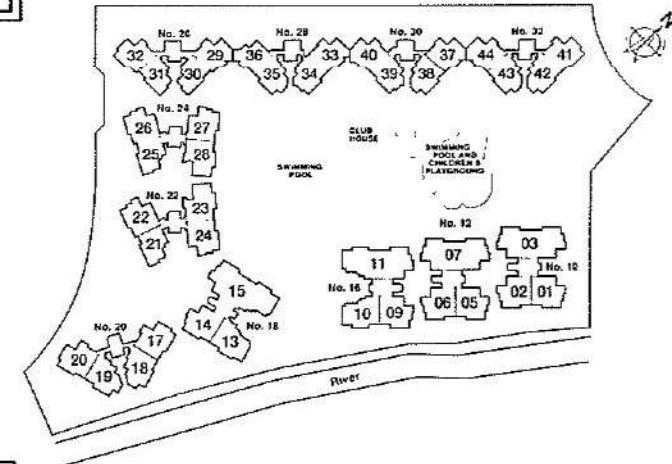 No. 26
No. 28
No. 30
No. 32
32
29
36
33
40
37
44
41
31
30
35
34
39
38
43
42
No. 24
26
27
25
28
CLUB
HOUSE
SWIMMING
POOL
SWIMMING
POOL AND
CHILDREN'S
PLAYGROUND
No. 22
22
23
21
24
No. 12
03
07
11
No. 10
No. 16
02
01
06
05
10
09
15
14
13
No. 18
No. 20
17
20
19
18
River